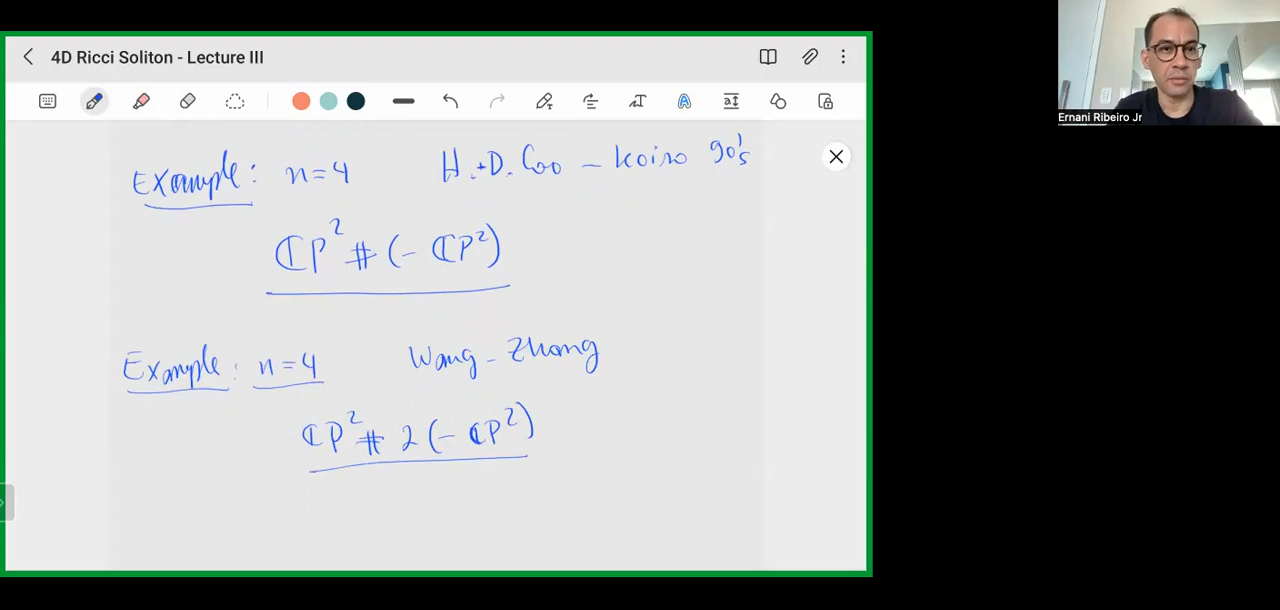 4D Ricci Soliton - Lecture III
Ernani Ribeiro Jr
Example: n=4 H.-D. Cao - Koiso 90's
ℂP² # (- ℂP²)
Example: n=4 Wang - Zhang
ℂP² # 2 (- ℂP²)